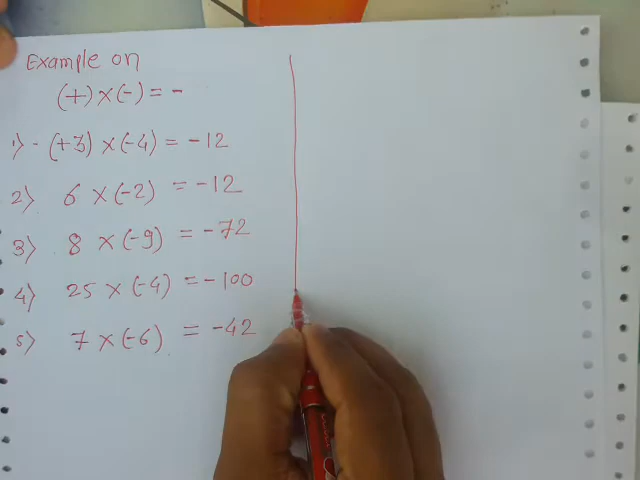 Example on
(+) × (-) = -
1) - (+3) × (-4) = -12
2) 6 × (-2) = -12
3) 8 × (-9) = -72
4) 25 × (-4) = -100
5) 7 × (-6) = -42